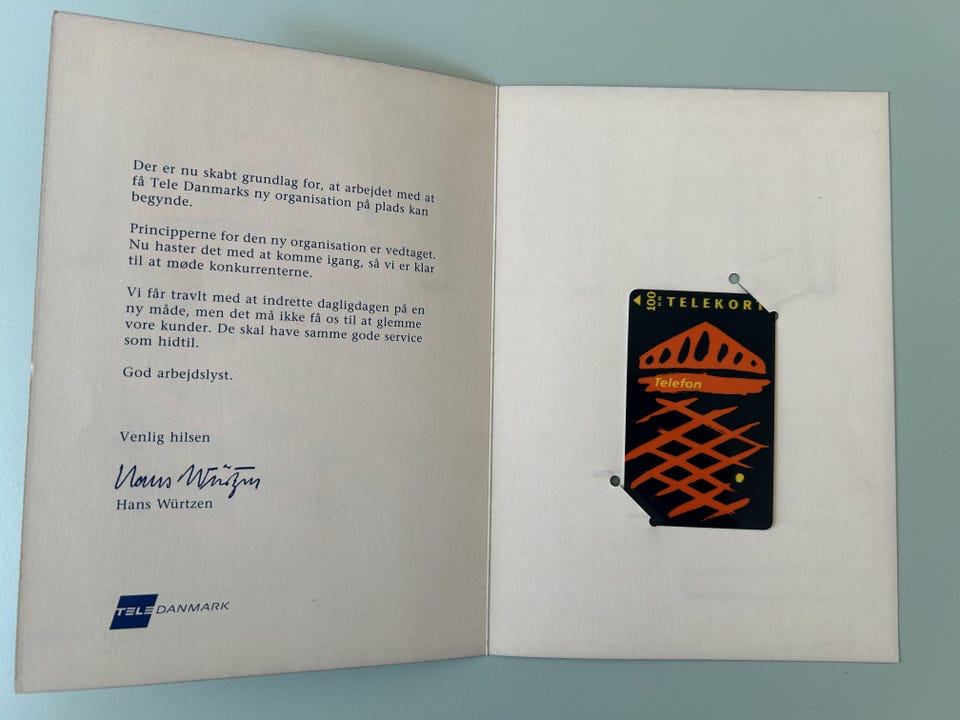 Der er nu skabt grundlag for, at arbejdet med at
få Tele Danmarks ny organisation på plads kan
begynde.
Principperne for den ny organisation er vedtaget.
Nu haster det med at komme igang, så vi er klar
til at møde konkurrenterne.
Vi får travlt med at indrette dagligdagen på en
ny måde, men det må ikke få os til at glemme
vore kunder. De skal have samme gode service
som hidtil.
God arbejdslyst.
Venlig hilsen
Hans Würtzen
Hans Würtzen
TELE DANMARK
100 KR TELEKORT
Telefon